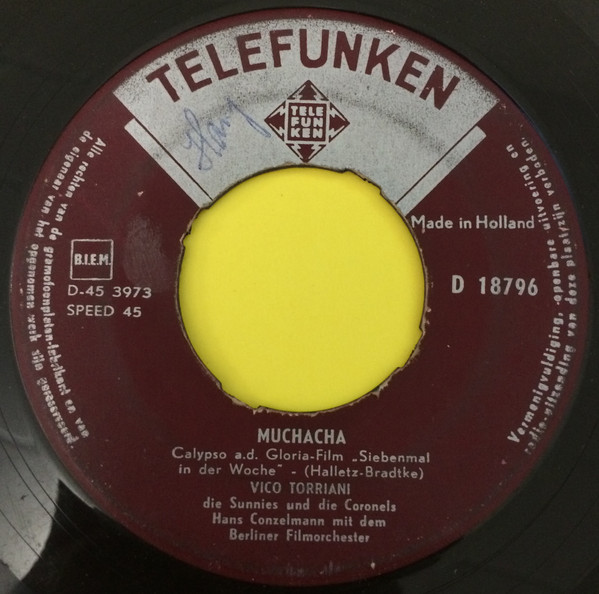 TELEFUNKEN
TELE
FUN
KEN
Made in Holland
B.I.E.M.
D-45 3973
SPEED 45
D 18796
MUCHACHA
Calypso a.d. Gloria-Film „Siebenmal
in der Woche" - (Halletz-Bradtke)
VICO TORRIANI
die Sunnies und die Coronels
Hans Conzelmann mit dem
Berliner Filmorchester
Alle rechten van de gramofoonplaten-fabrikant en van
de eigenaar van het opgenomen werk zijn gereserveerd
Vermenigvuldiging, openbare uitvoering en
radio-uitzending van deze plaat zijn verboden